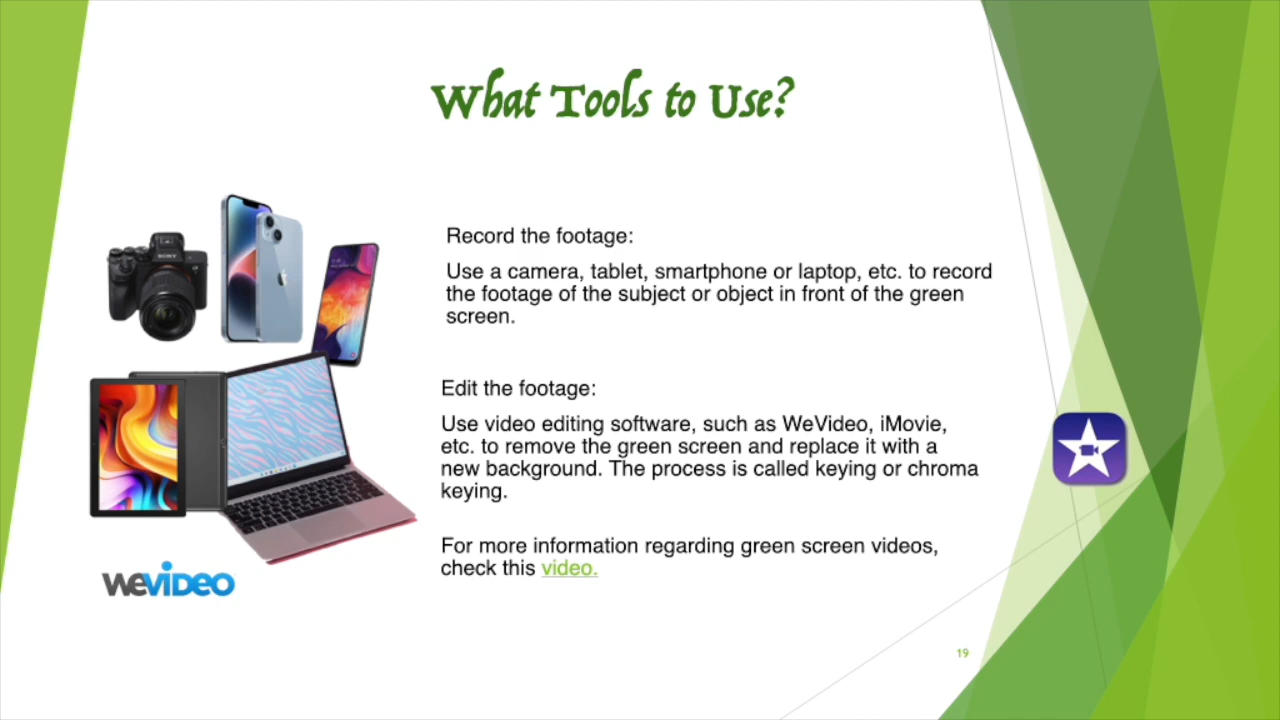 What Tools to Use?
SONY
Record the footage:
Use a camera, tablet, smartphone or laptop, etc. to record
the footage of the subject or object in front of the green
screen.
Edit the footage:
Use video editing software, such as WeVideo, iMovie,
etc. to remove the green screen and replace it with a
new background. The process is called keying or chroma
keying.
For more information regarding green screen videos,
check this video.
WEVIDEO
19